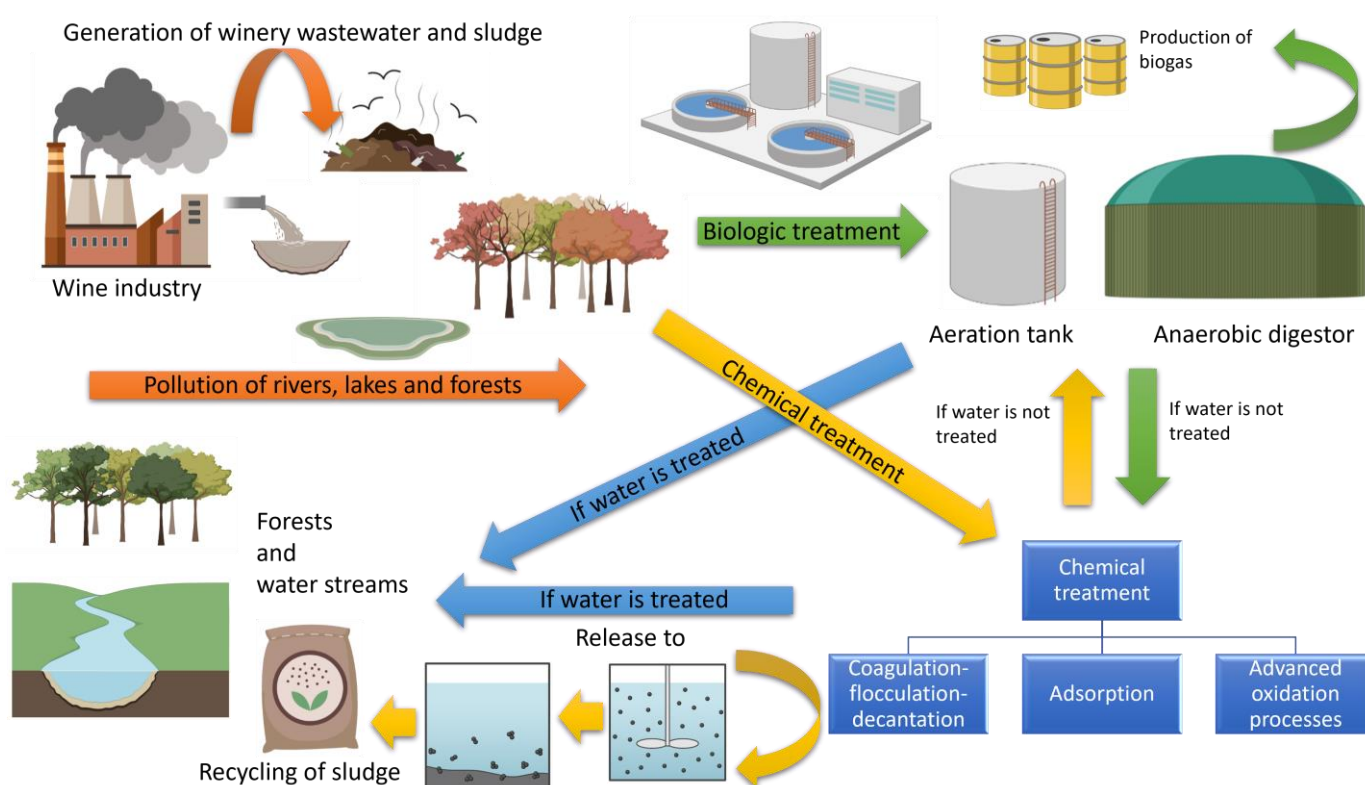 Generation of winery wastewater and sludge
Production of
biogas
Biologic treatment
Wine industry
Aeration tank
Anaerobic digestor
Pollution of rivers, lakes and forests
Chemical treatment
If water is treated
If water is not
treated
If water is not
treated
Forests
and
water streams
If water is treated
Release to
Chemical
treatment
Coagulation-
flocculation-
decantation
Adsorption
Advanced
oxidation
processes
Recycling of sludge